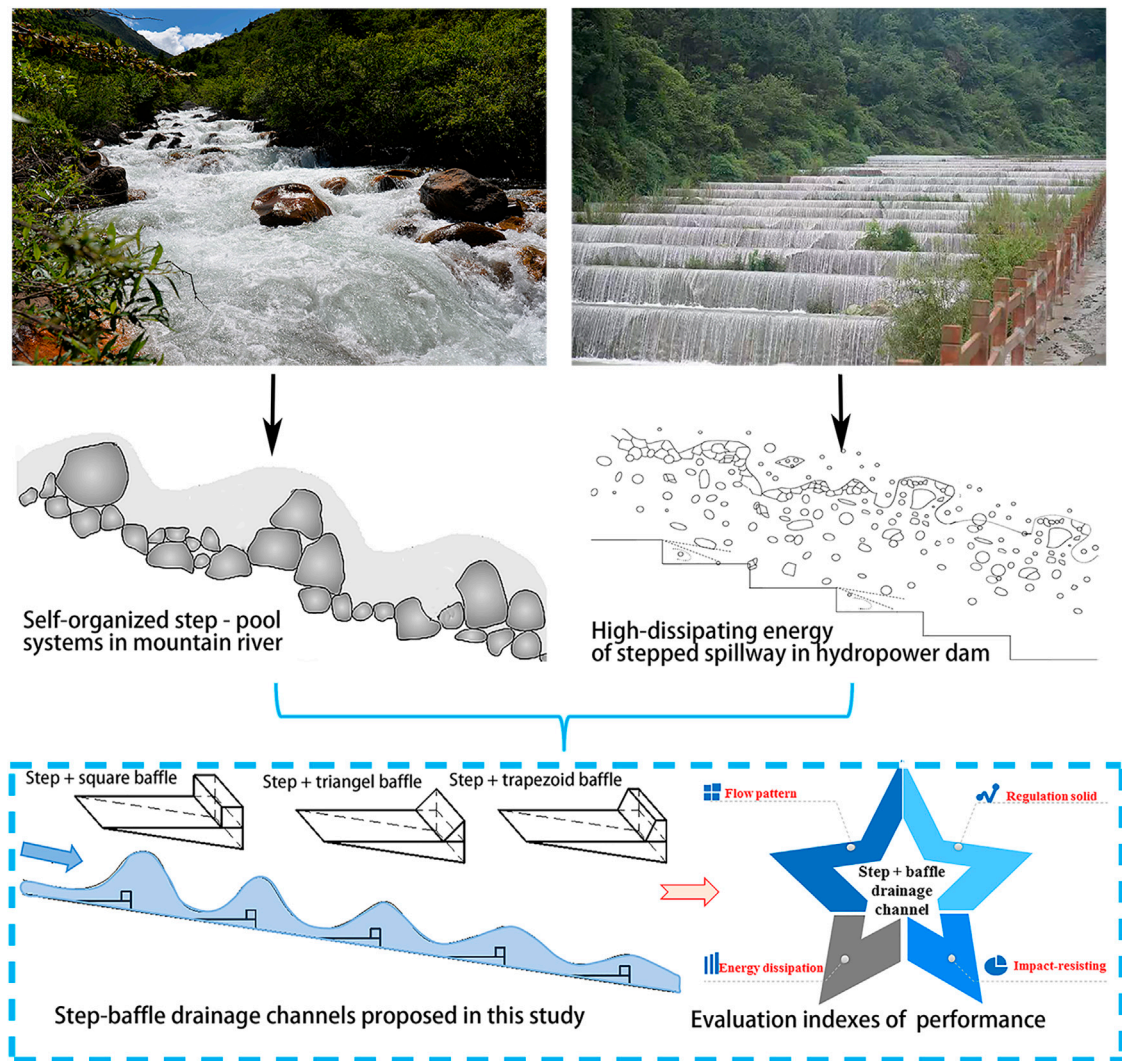 Self-organized step - pool
systems in mountain river
High-dissipating energy
of stepped spillway in hydropower dam
Step + square baffle
Step + triangel baffle
Step + trapezoid baffle
Flow pattern
Regulation solid
Step + baffle
drainage
channel
Energy dissipation
Impact-resisting
Step-baffle drainage channels proposed in this study
Evaluation indexes of performance